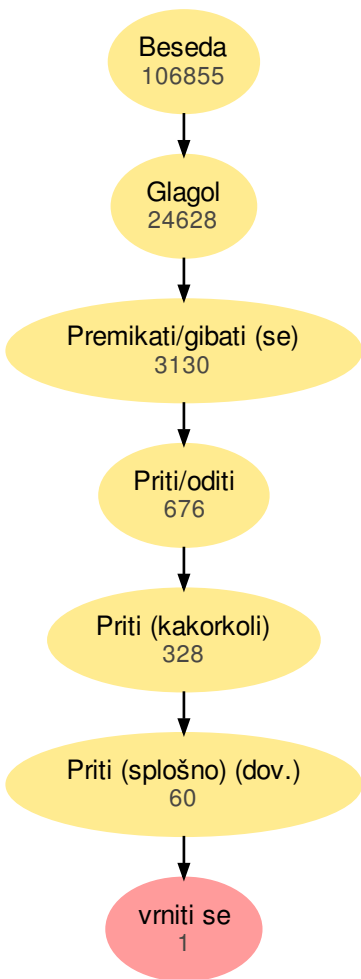 Beseda
106855
Glagol
24628
Premikati/gibati (se)
3130
Priti/oditi
676
Priti (kakorkoli)
328
Priti (splošno) (dov.)
60
vrniti se
1